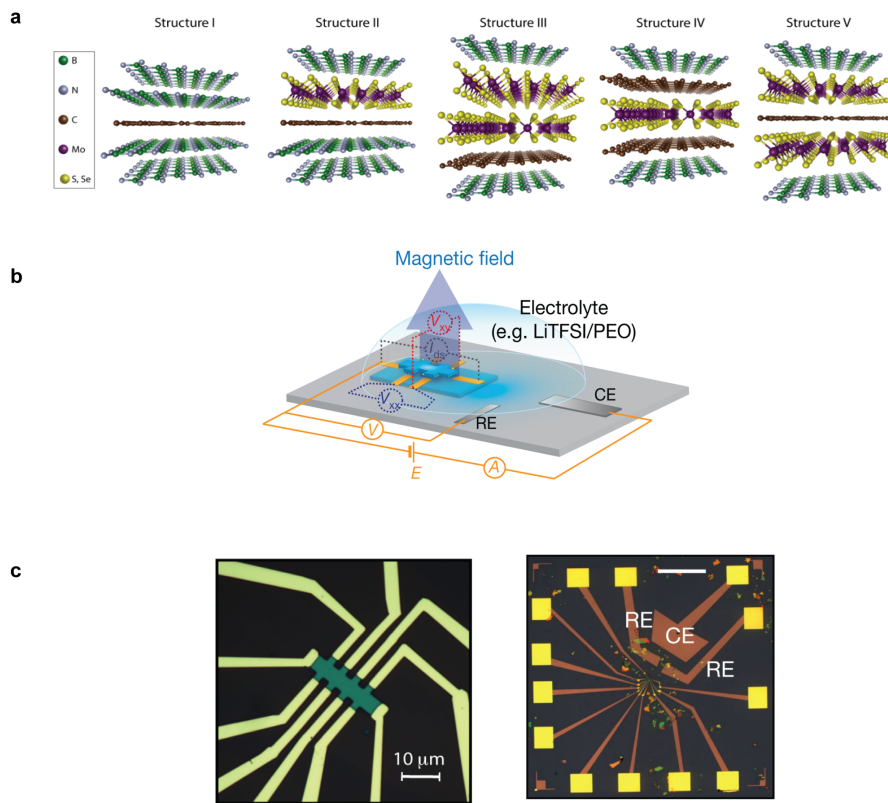 a
Structure I
Structure II
Structure III
Structure IV
Structure V
B
N
C
Mo
S, Se
b
Magnetic field
Electrolyte
(e.g. LiTFSI/PEO)
Vxy
Ids
Vxx
CE
RE
V
E
A
c
10 μm
RE
CE
RE